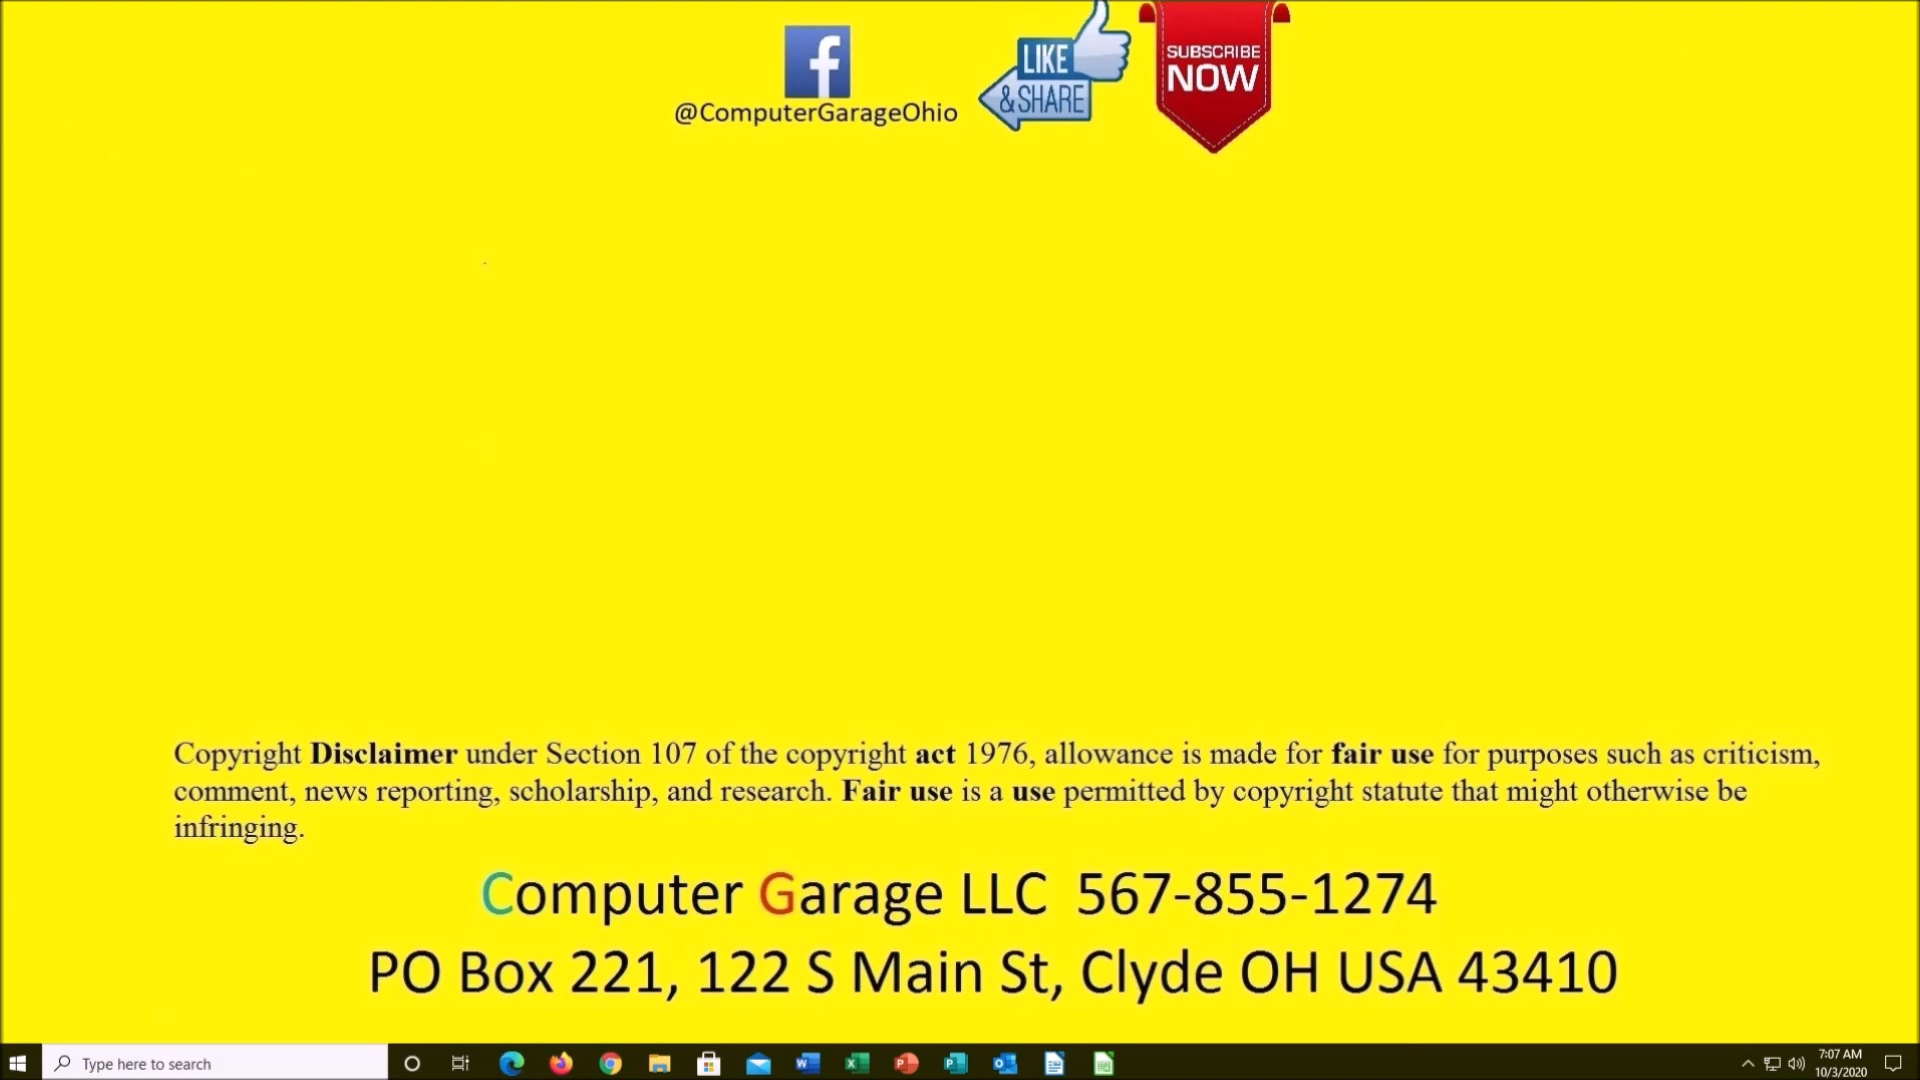 @ComputerGarageOhio
LIKE
& SHARE
SUBSCRIBE
NOW
Copyright Disclaimer under Section 107 of the copyright act 1976, allowance is made for fair use for purposes such as criticism,
comment, news reporting, scholarship, and research. Fair use is a use permitted by copyright statute that might otherwise be
infringing.
Computer Garage LLC 567-855-1274
PO Box 221, 122 S Main St, Clyde OH USA 43410
Type here to search
7:07 AM
10/3/2020